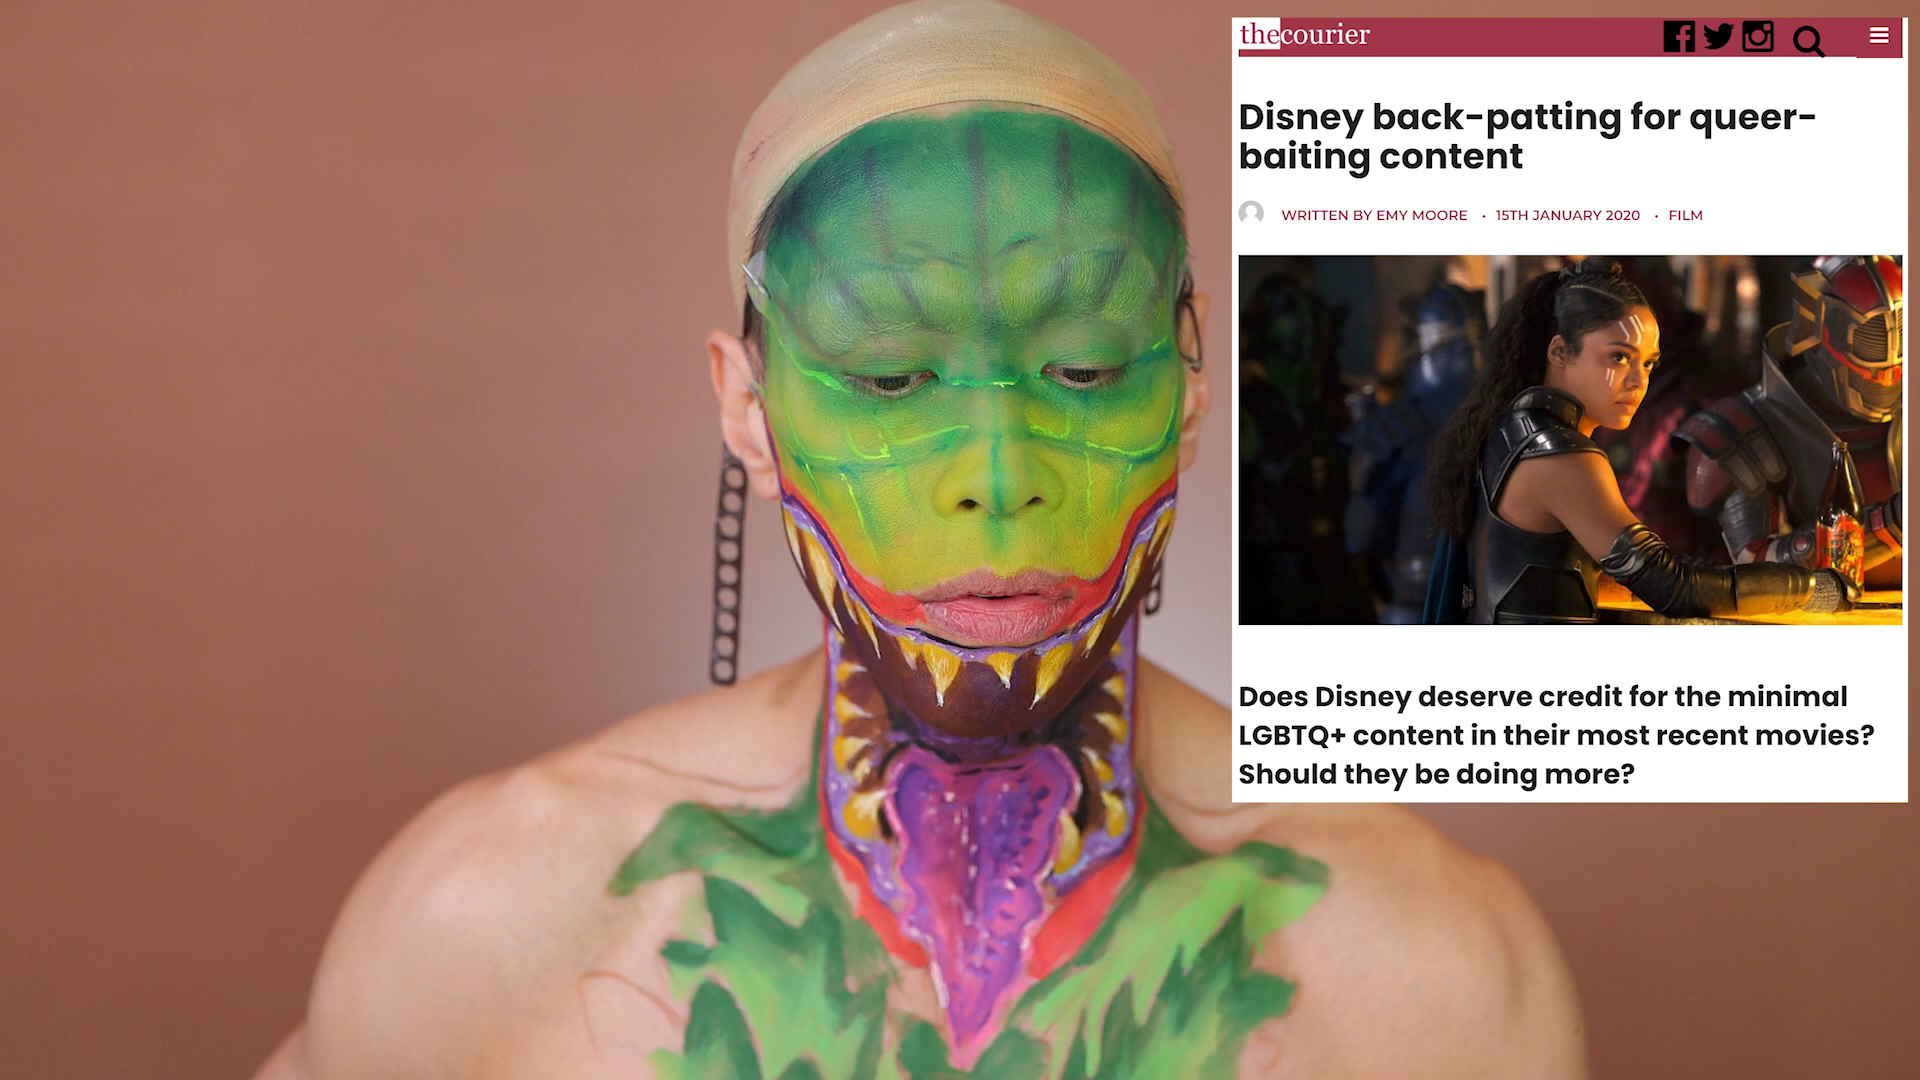 thecourier
Disney back-patting for queer-
baiting content
WRITTEN BY EMY MOORE • 15TH JANUARY 2020 • FILM
Does Disney deserve credit for the minimal
LGBTQ+ content in their most recent movies?
Should they be doing more?